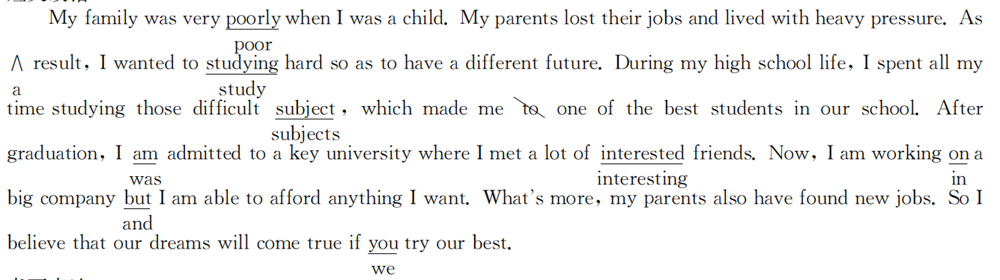 My family was very poorly when I was a child. My parents lost their jobs and lived with heavy pressure. As
poor
∧ result, I wanted to studying hard so as to have a different future. During my high school life, I spent all my
a study
time studying those difficult subject, which made me to one of the best students in our school. After
subjects
graduation, I am admitted to a key university where I met a lot of interested friends. Now, I am working on a
was interesting in
big company but I am able to afford anything I want. What's more, my parents also have found new jobs. So I
and
believe that our dreams will come true if you try our best.
we